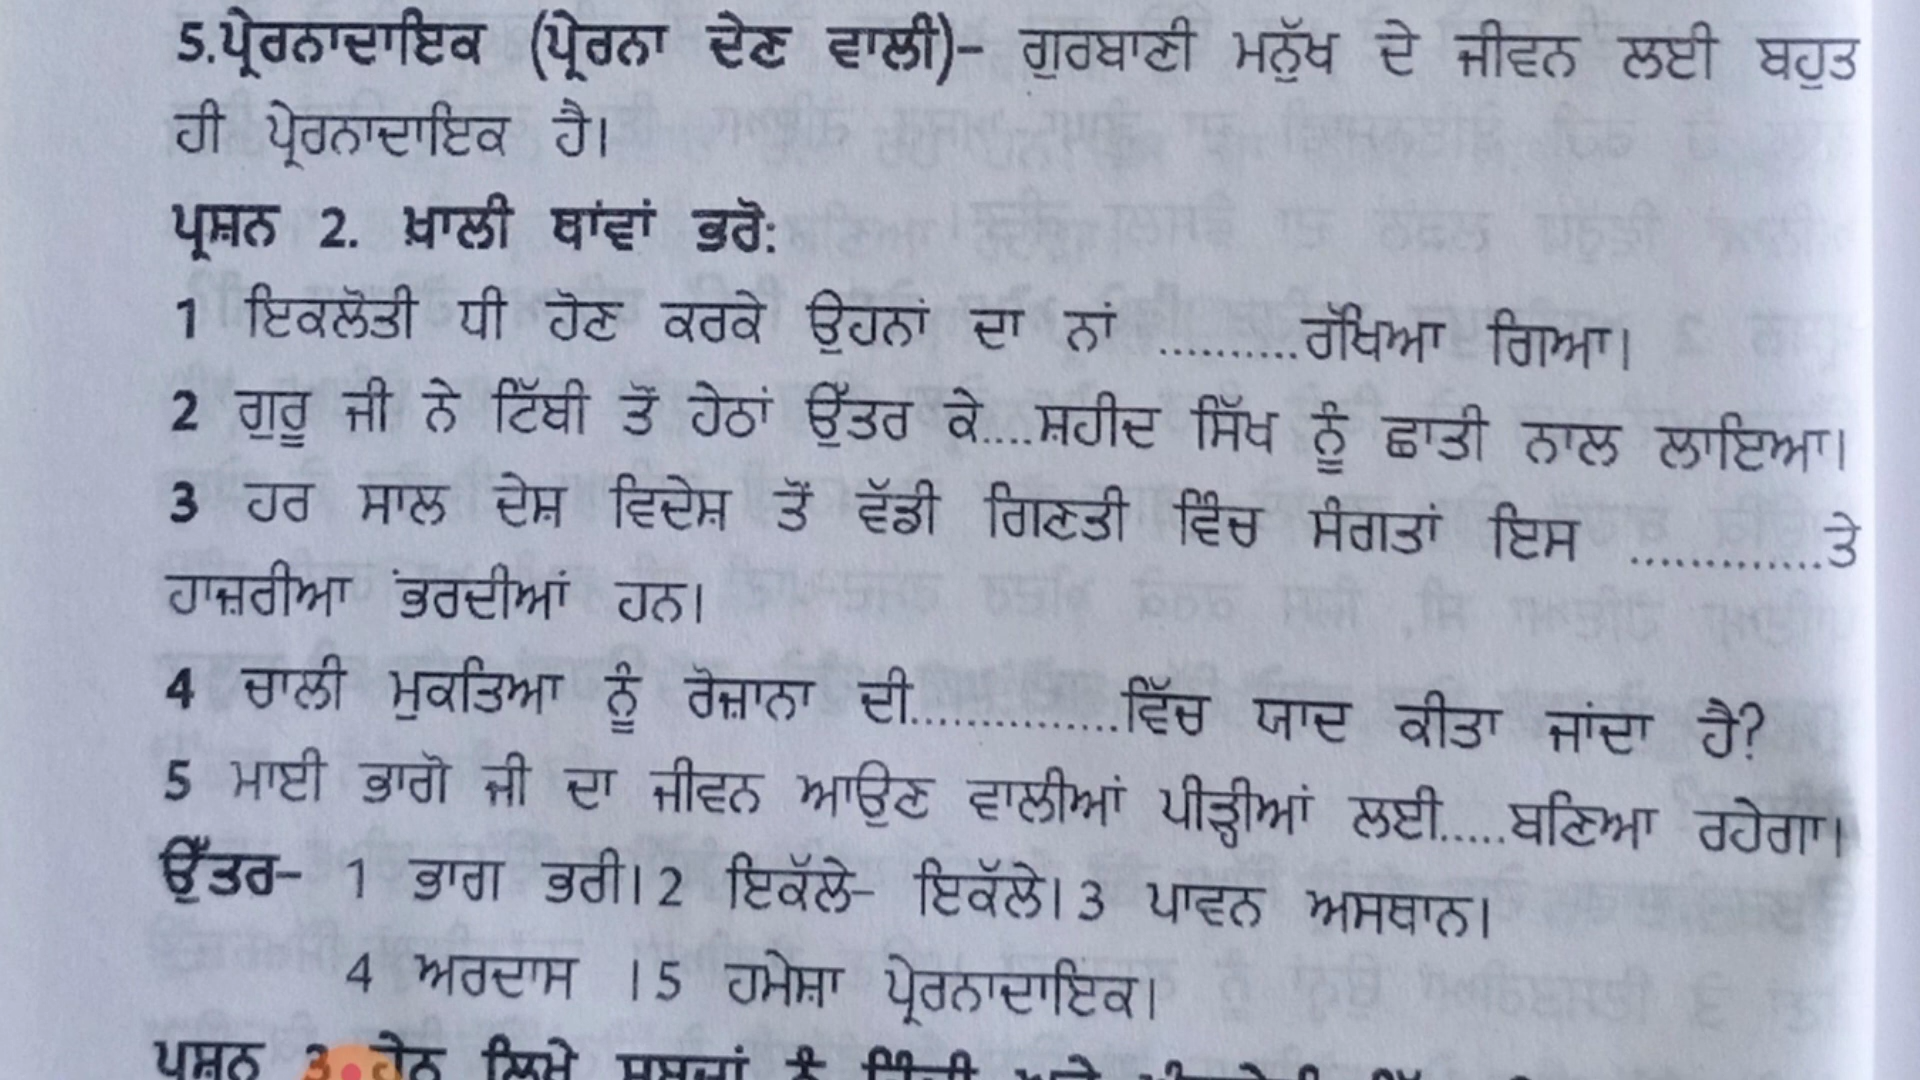 5.ਪ੍ਰੇਰਨਾਦਾਇਕ (ਪ੍ਰੇਰਨਾ ਦੇਣ ਵਾਲੀ)– ਗੁਰਬਾਣੀ ਮਨੁੱਖ ਦੇ ਜੀਵਨ ਲਈ ਬਹੁਤ
ਹੀ ਪ੍ਰੇਰਨਾਦਾਇਕ ਹੈ।
ਪ੍ਰਸ਼ਨ 2. ਖ਼ਾਲੀ ਥਾਂਵਾਂ ਭਰੋ:
1 ਇਕਲੋਤੀ ਧੀ ਹੋਣ ਕਰਕੇ ਉਹਨਾਂ ਦਾ ਨਾਂ ..........ਰੱਖਿਆ ਗਿਆ।
2 ਗੁਰੂ ਜੀ ਨੇ ਟਿੱਬੀ ਤੋਂ ਹੇਠਾਂ ਉੱਤਰ ਕੇ....ਸ਼ਹੀਦ ਸਿੱਖ ਨੂੰ ਛਾਤੀ ਨਾਲ ਲਾਇਆ।
3 ਹਰ ਸਾਲ ਦੇਸ਼ ਵਿਦੇਸ਼ ਤੋਂ ਵੱਡੀ ਗਿਣਤੀ ਵਿੱਚ ਸੰਗਤਾਂ ਇਸ .............ਤੇ
ਹਾਜ਼ਰੀਆ ਂਭਰਦੀਆਂ ਹਨ।
4 ਚਾਲੀ ਮੁਕਤਿਆ ਨੂੰ ਰੋਜ਼ਾਨਾ ਦੀ...............ਵਿੱਚ ਯਾਦ ਕੀਤਾ ਜਾਂਦਾ ਹੈ?
5 ਮਾਈ ਭਾਗੋ ਜੀ ਦਾ ਜੀਵਨ ਆਉਣ ਵਾਲੀਆਂ ਪੀੜ੍ਹੀਆਂ ਲਈ.....ਬਣਿਆ ਰਹੇਗਾ।
ਉੱਤਰ– 1 ਭਾਗ ਭਰੀ।2 ਇਕੱਲੇ– ਇਕੱਲੇ। 3 ਪਾਵਨ ਅਸਥਾਨ।
4 ਅਰਦਾਸ ।5 ਹਮੇਸ਼ਾ ਪ੍ਰੇਰਨਾਦਾਇਕ।